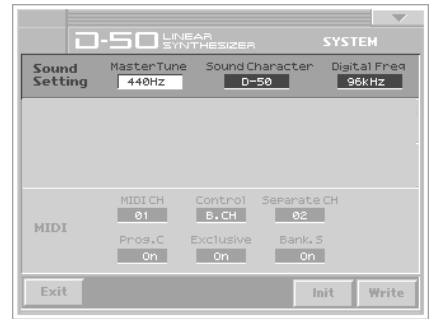 D-50 LINEAR SYNTHESIZER SYSTEM
Sound Setting
MasterTune Sound Character Digital Freq
440Hz D-50 96kHz
MIDI
MIDI CH Control Separate CH
01 B.CH 02
Prog.C Exclusive Bank.S
On On On
Exit Init Write